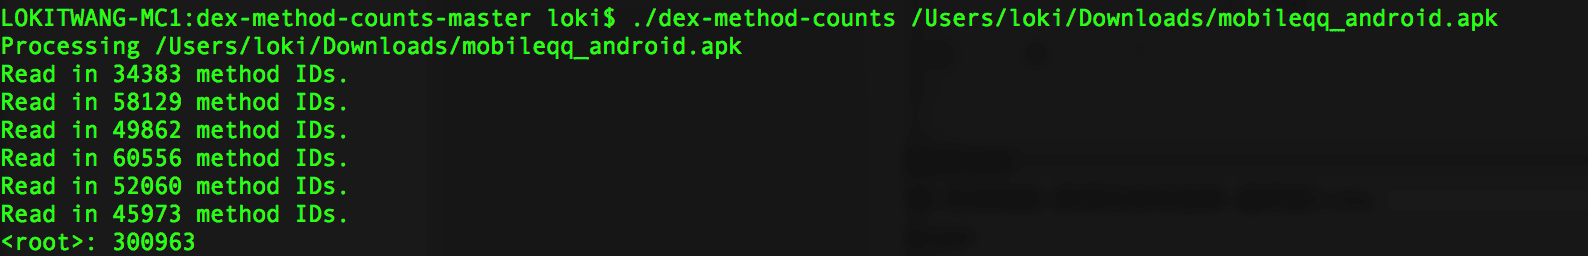 LOKITWANG-MC1:dex-method-counts-master loki$ ./dex-method-counts /Users/loki/Downloads/mobileqq_android.apk
Processing /Users/loki/Downloads/mobileqq_android.apk
Read in 34383 method IDs.
Read in 58129 method IDs.
Read in 49862 method IDs.
Read in 60556 method IDs.
Read in 52060 method IDs.
Read in 45973 method IDs.
<root>: 300963